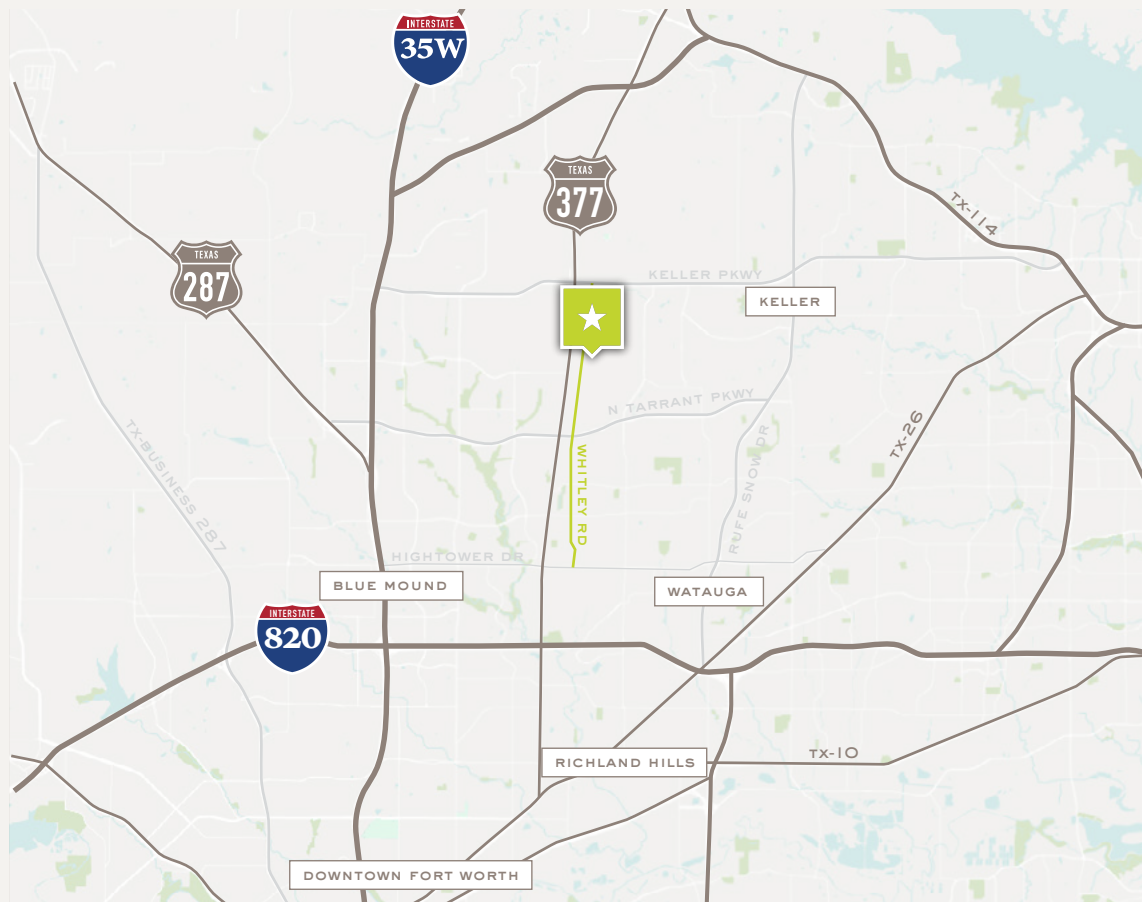 INTERSTATE
35W
TEXAS
377
TX-114
TEXAS
287
KELLER PKWY
KELLER
N TARRANT PKWY
TX-26
TX-BUSINESS 287
WHITLEY RD
RUFE SNOW DR
HIGHTOWER DR
BLUE MOUND
WATAUGA
INTERSTATE
820
RICHLAND HILLS
TX-10
DOWNTOWN FORT WORTH